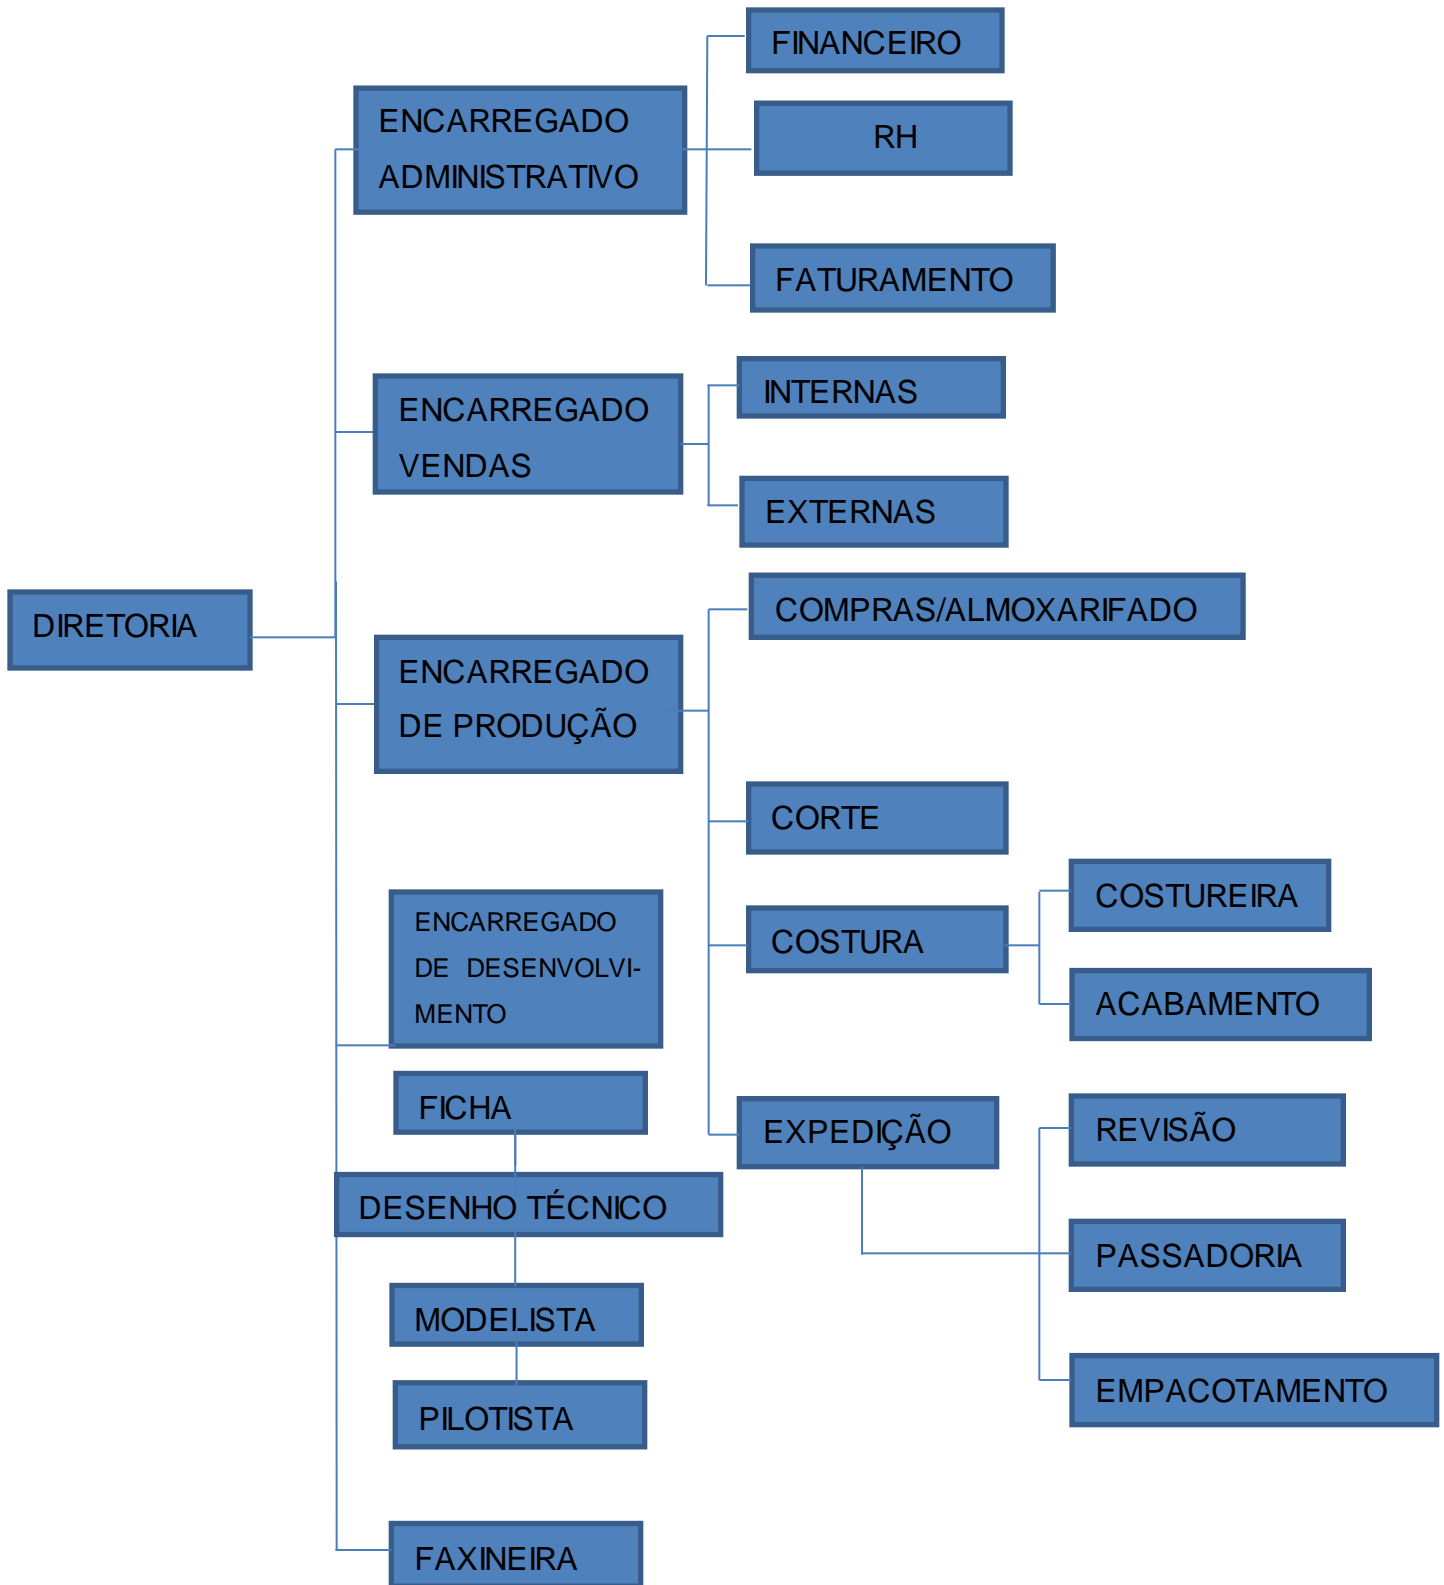 FINANCEIRO
ENCARREGADO
ADMINISTRATIVO
RH
FATURAMENTO
INTERNAS
ENCARREGADO
VENDAS
EXTERNAS
DIRETORIA
COMPRAS/ALMOXARIFADO
ENCARREGADO
DE PRODUÇÃO
CORTE
COSTURA
COSTUREIRA
ACABAMENTO
ENCARREGADO
DE DESENVOLVI-
MENTO
FICHA
EXPEDIÇÃO
REVISÃO
DESENHO TÉCNICO
PASSADORIA
MODELISTA
EMPACOTAMENTO
PILOTISTA
FAXINEIRA